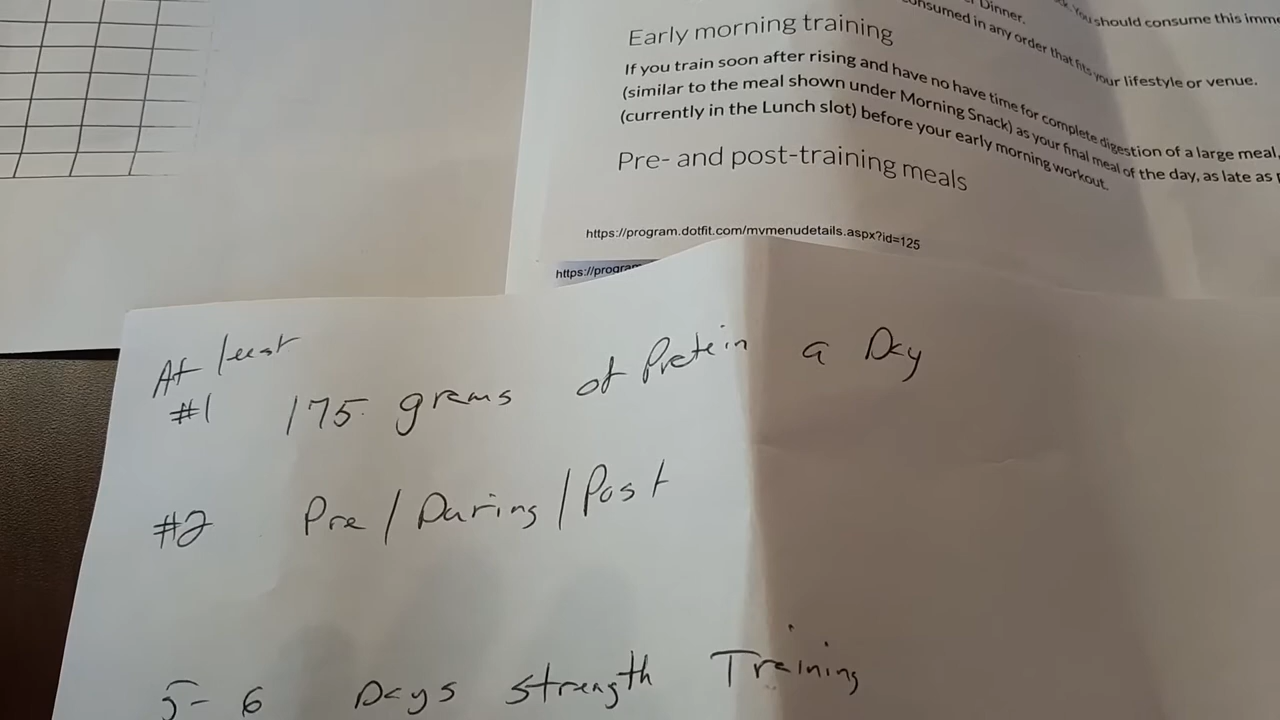 Dinner.
. You should consume this imme
onsumed in any order that fits your lifestyle or venue.
Early morning training
If you train soon after rising and have no have time for complete digestion of a large meal,
(similar to the meal shown under Morning Snack) as your final meal of the day, as late as
(currently in the Lunch slot) before your early morning workout.
Pre- and post-training meals
https://program.dotfit.com/mvmenudetails.aspx?id=125
https://program
At least
#1 175 grams of Protein a Day
#2 Pre / During / Post
5-6 Days strength Training